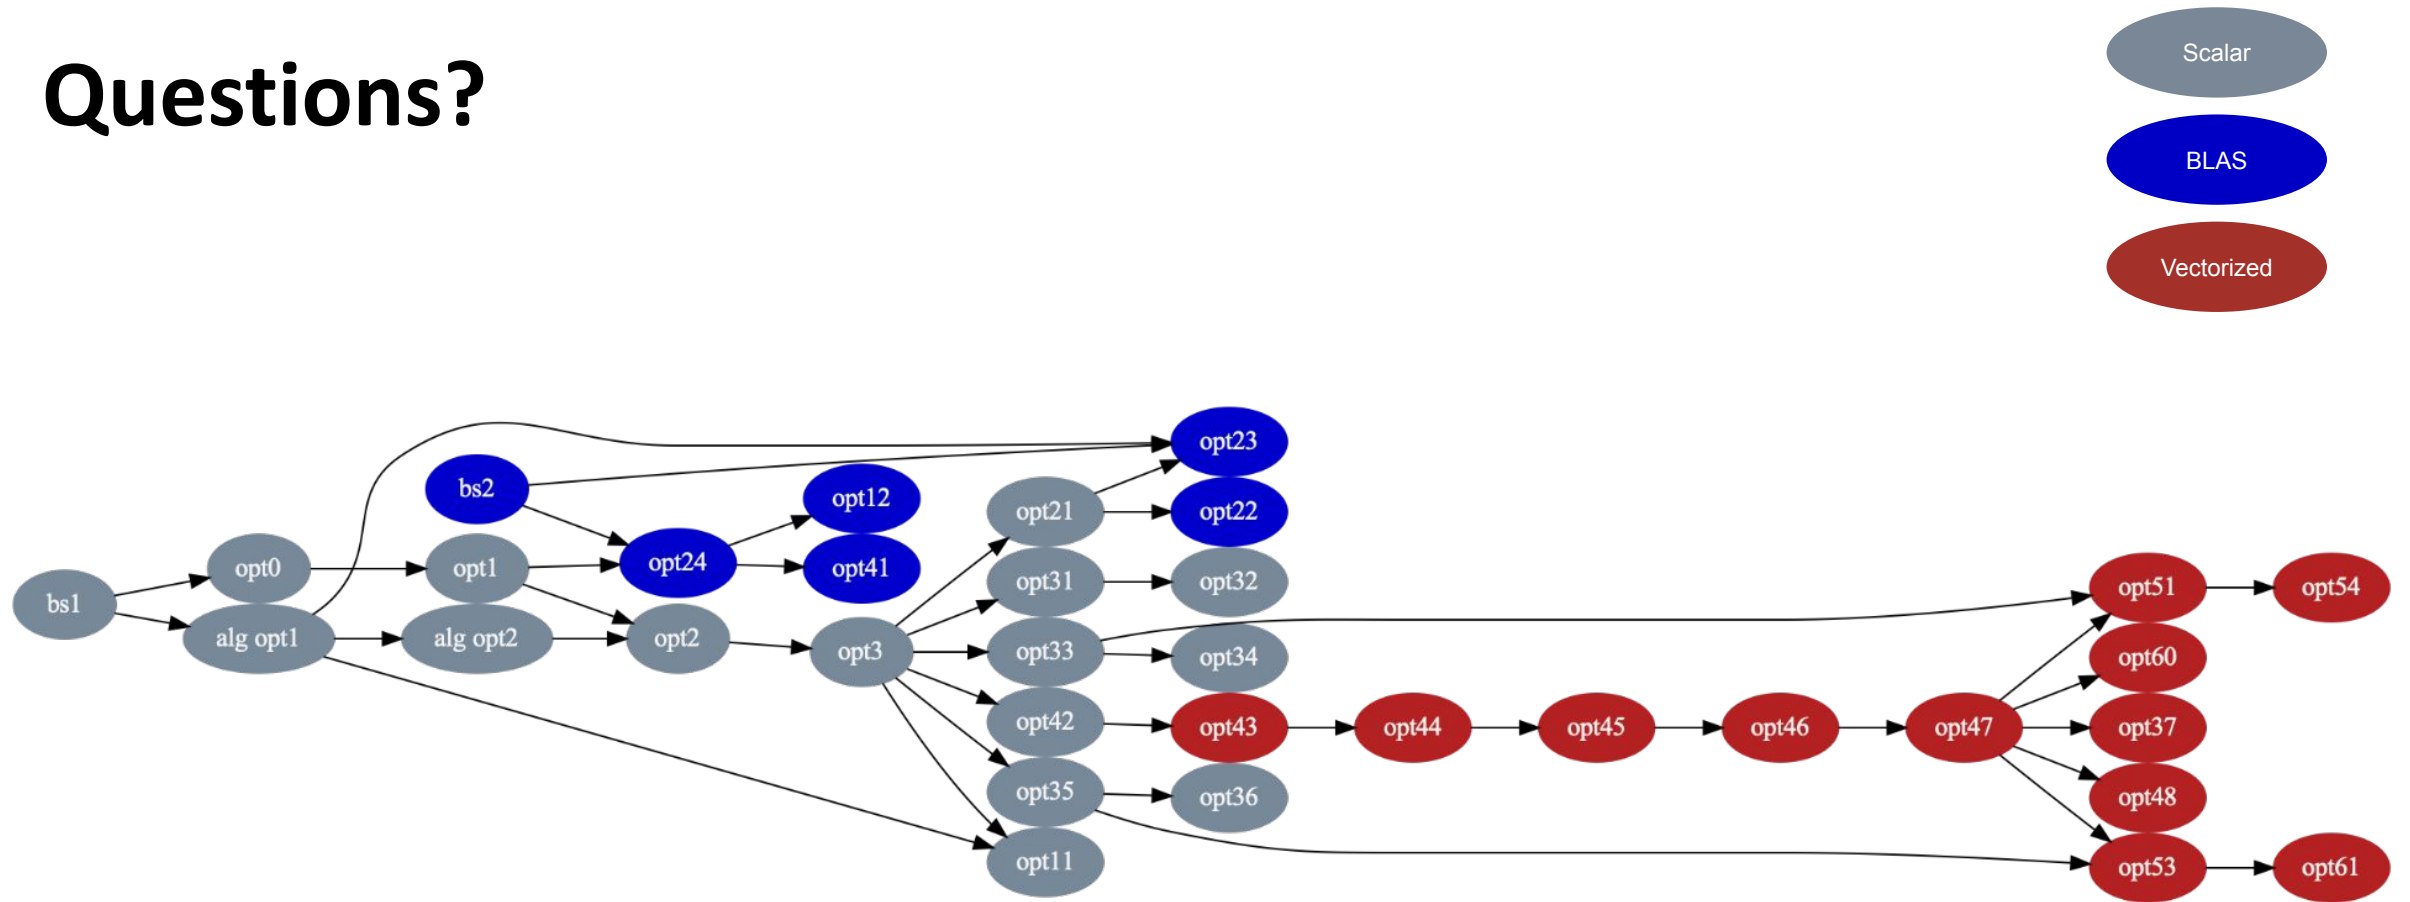 Questions?
Scalar
BLAS
Vectorized
bs1
opt0
alg opt1
bs2
opt1
alg opt2
opt24
opt2
opt12
opt41
opt3
opt21
opt31
opt33
opt42
opt35
opt11
opt23
opt22
opt32
opt34
opt43
opt36
opt44
opt45
opt46
opt47
opt51
opt60
opt37
opt48
opt53
opt54
opt61